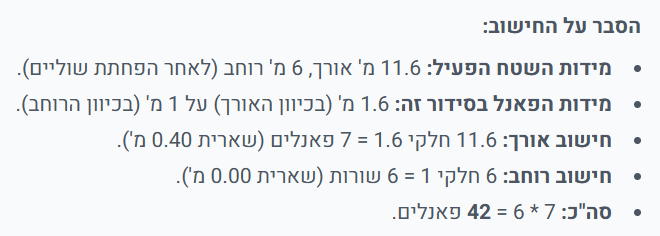 הסבר על החישוב:
מידות השטח הפעיל: 11.6 מ' אורך, 6 מ' רוחב (לאחר הפחתת שוליים).
מידות הפאנל בסידור זה: 1.6 מ' (בכיוון האורך) על 1 מ' (בכיוון הרוחב).
חישוב אורך: 11.6 חלקי 1.6 = 7 פאנלים (שארית 0.40 מ').
חישוב רוחב: 6 חלקי 1 = 6 שורות (שארית 0.00 מ').
סה"כ: 7 * 6 = 42 פאנלים.